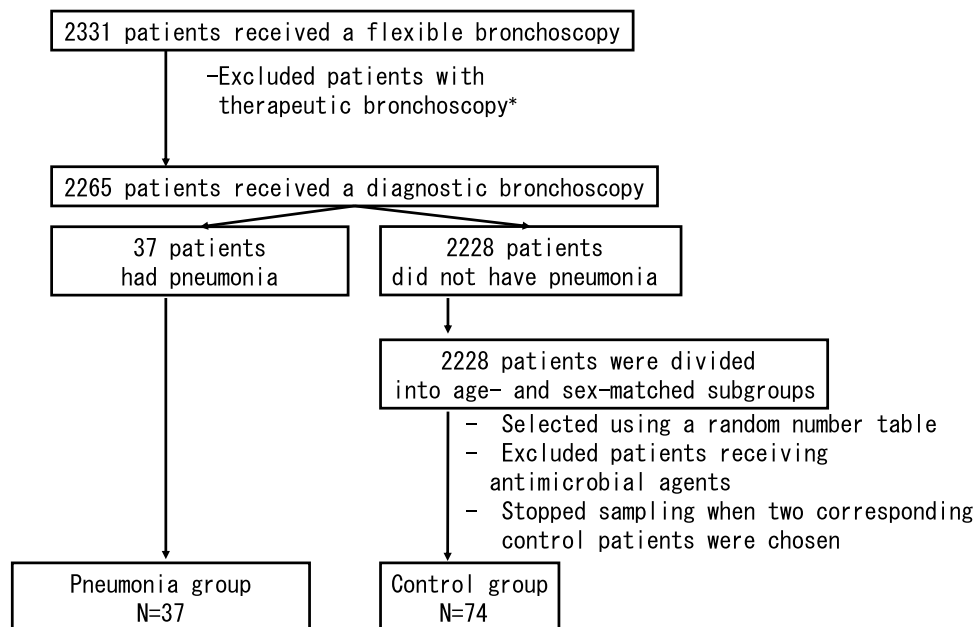 2331 patients received a flexible bronchoscopy
-Excluded patients with
therapeutic bronchoscopy*
2265 patients received a diagnostic bronchoscopy
37 patients
had pneumonia
2228 patients
did not have pneumonia
2228 patients were divided
into age- and sex-matched subgroups
- Selected using a random number table
- Excluded patients receiving
antimicrobial agents
- Stopped sampling when two corresponding
control patients were chosen
Pneumonia group
N=37
Control group
N=74